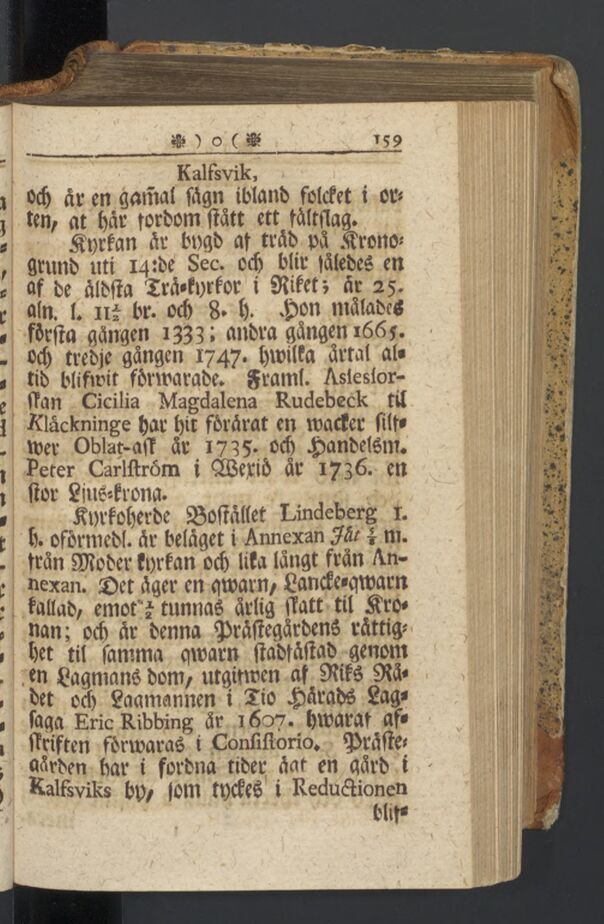 ❉ ) o ( ❉ 159
Kalfsvik,
och är en gam̃al sägn ibland folcket i or-
ten, at här fordom stått ett fältslag.
Kyrkan är bygd af träd på Krono-
grund uti 14:de Sec. och blir således en
af de äldsta Trä-kyrkor i Riket; är 25.
aln. l. 11½ br. och 8. h. Hon målades
första gången 1333; andra gången 1665.
och tredje gången 1747. hwilka årtal al-
tid blifwit förwarade. Framl. Assessor-
skan Cicilia Magdalena Rudebeck til
Klåckninge har hit förärat en wacker silf-
wer Oblat-ask år 1735. och Handelsm.
Peter Carlström i Wexiö år 1736. en
stor Ljus-krona.
Kyrkoherde Bostället Lindeberg 1.
h. oförmedl. är beläget i Annexan Jät ⅛ m.
från Moder kyrkan och lika långt från An-
nexan. Det äger en qwarn, Lancke-qwarn
kallad, emot ½ tunnas årlig skatt til Kro-
nan; och är denna Prästegårdens rättig-
het til samma qwarn stadfästad genom
en Lagmans dom, utgifwen af Riks Rå-
det och Lagmannen i Tio Härads Lag-
saga Eric Ribbing år 1607. hwaraf af-
skriften förwaras i Consistorio. Präste-
gården har i fordna tider ägt en gård i
Kalfsviks by, som tyckes i Reductionen
blif-